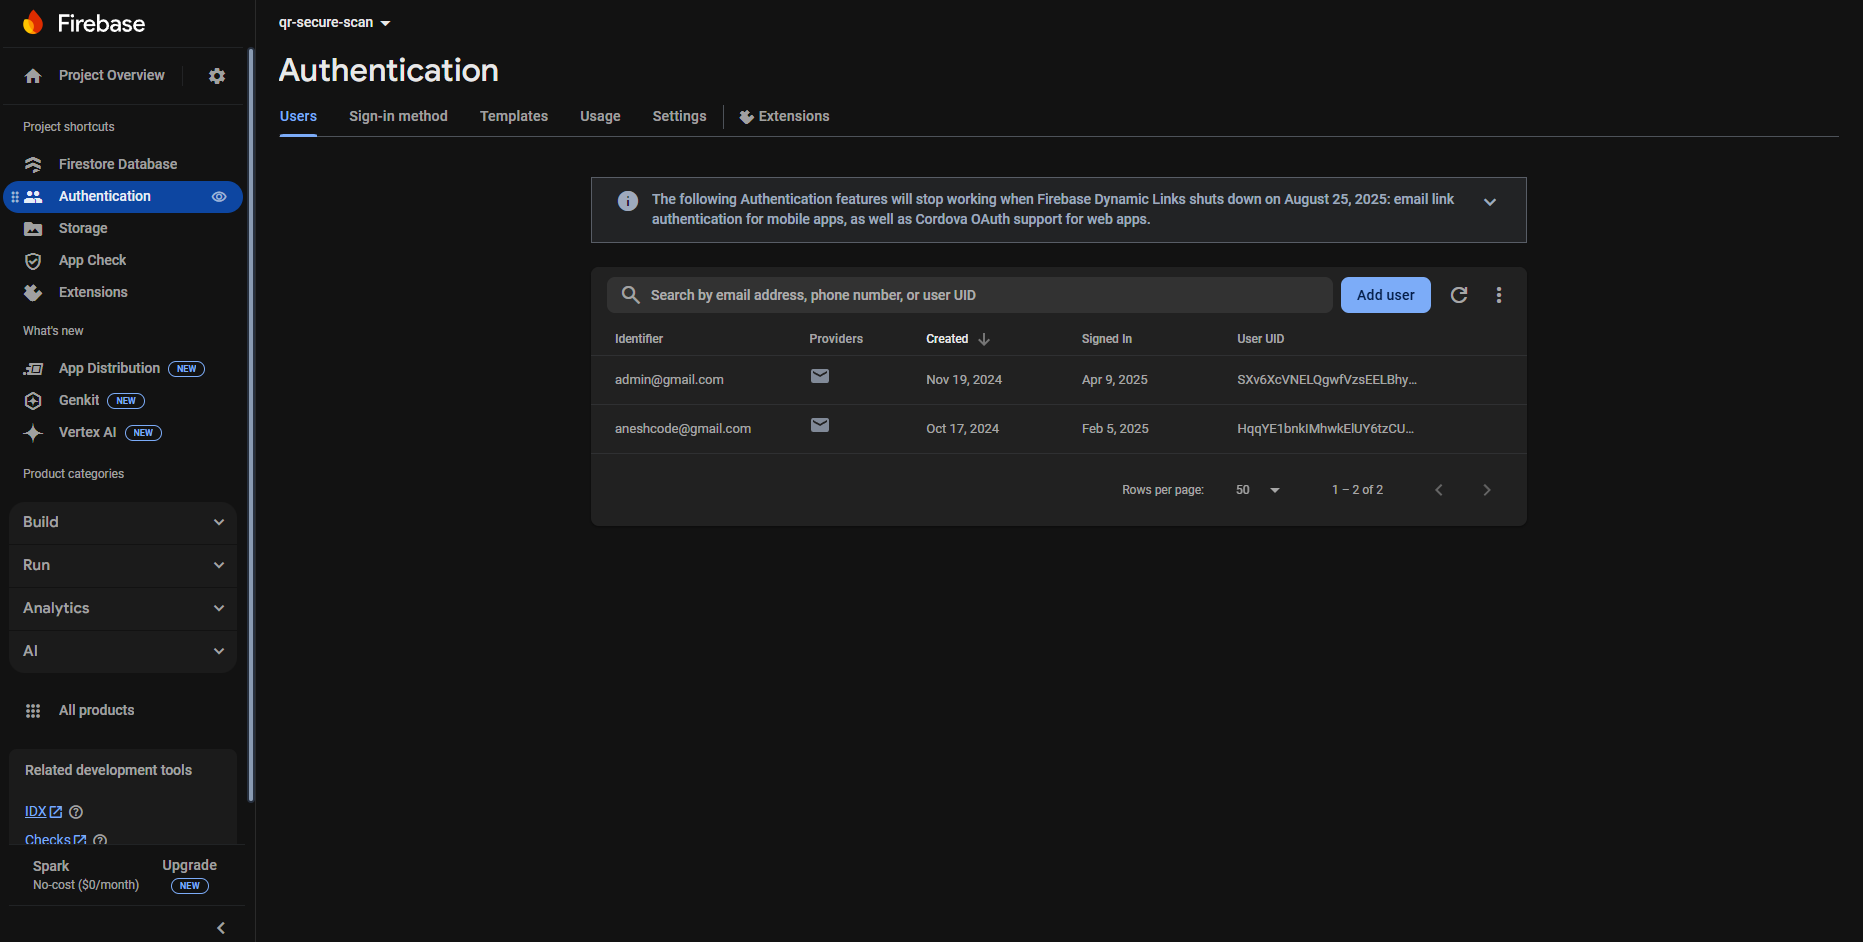 Firebase
Project Overview
Project shortcuts
Firestore Database
Authentication
Storage
App Check
Extensions
What's new
App Distribution NEW
Genkit NEW
Vertex AI NEW
Product categories
Build
Run
Analytics
AI
All products
Related development tools
IDX
Checks
Spark
No-cost ($0/month)
Upgrade
NEW
qr-secure-scan
Authentication
Users Sign-in method Templates Usage Settings Extensions
The following Authentication features will stop working when Firebase Dynamic Links shuts down on August 25, 2025: email link
authentication for mobile apps, as well as Cordova OAuth support for web apps.
Search by email address, phone number, or user UID
Add user
Identifier Providers Created Signed In User UID
admin@gmail.com Nov 19, 2024 Apr 9, 2025 SXv6XcVNELQgwfVzsEELBhy...
aneshcode@gmail.com Oct 17, 2024 Feb 5, 2025 HqqYE1bnkIMhwkElUY6tzCU...
Rows per page: 50 1 – 2 of 2